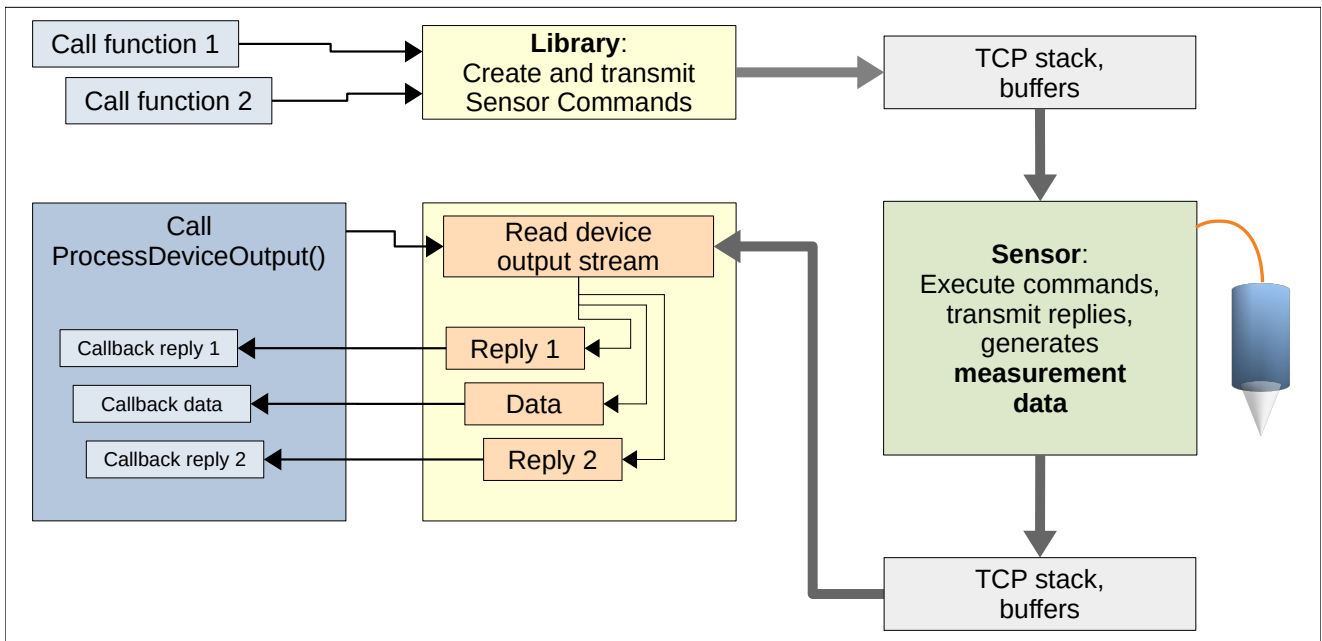 Call function 1
Call function 2
Library:
Create and transmit
Sensor Commands
TCP stack,
buffers
Call
ProcessDeviceOutput()
Read device
output stream
Callback reply 1
Reply 1
Callback data
Data
Callback reply 2
Reply 2
Sensor:
Execute commands,
transmit replies,
generates
measurement
data
TCP stack,
buffers